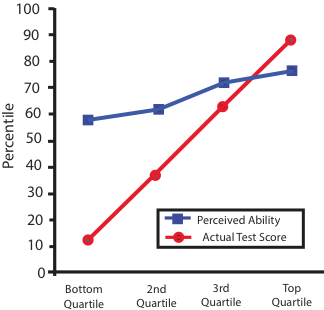 100
90
80
70
60
50
40
30
20
10
0
Percentile
Perceived Ability
Actual Test Score
Bottom
Quartile
2nd
Quartile
3rd
Quartile
Top
Quartile